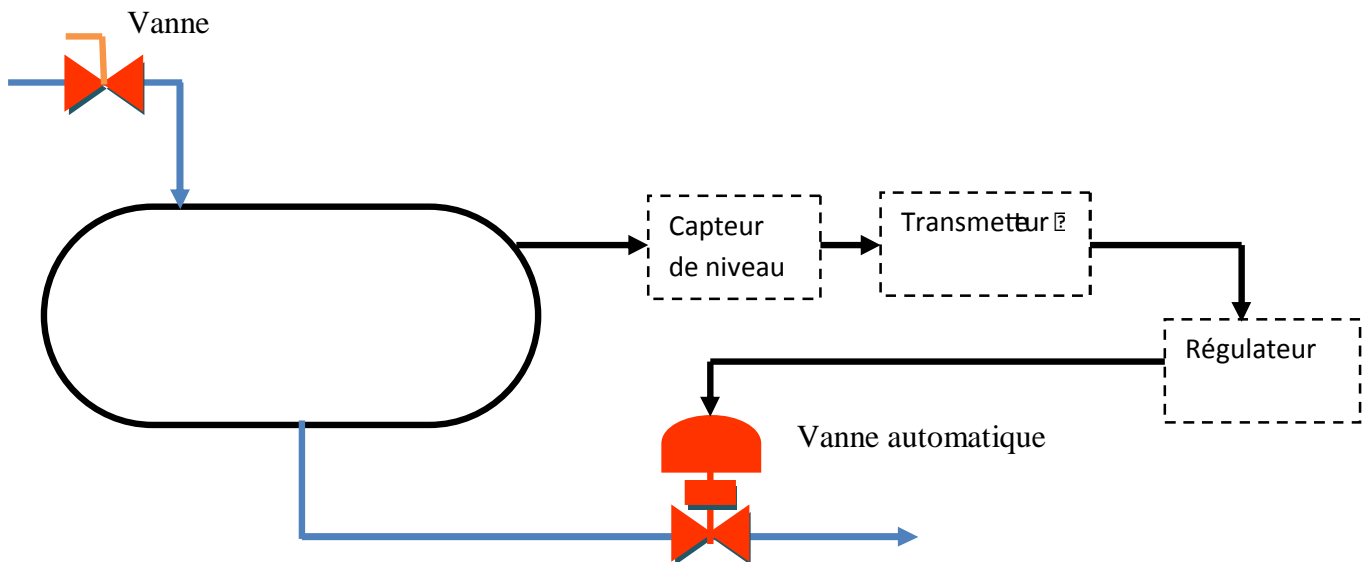 Vanne
Capteur
de niveau
Transmetteur
Régulateur
Vanne automatique